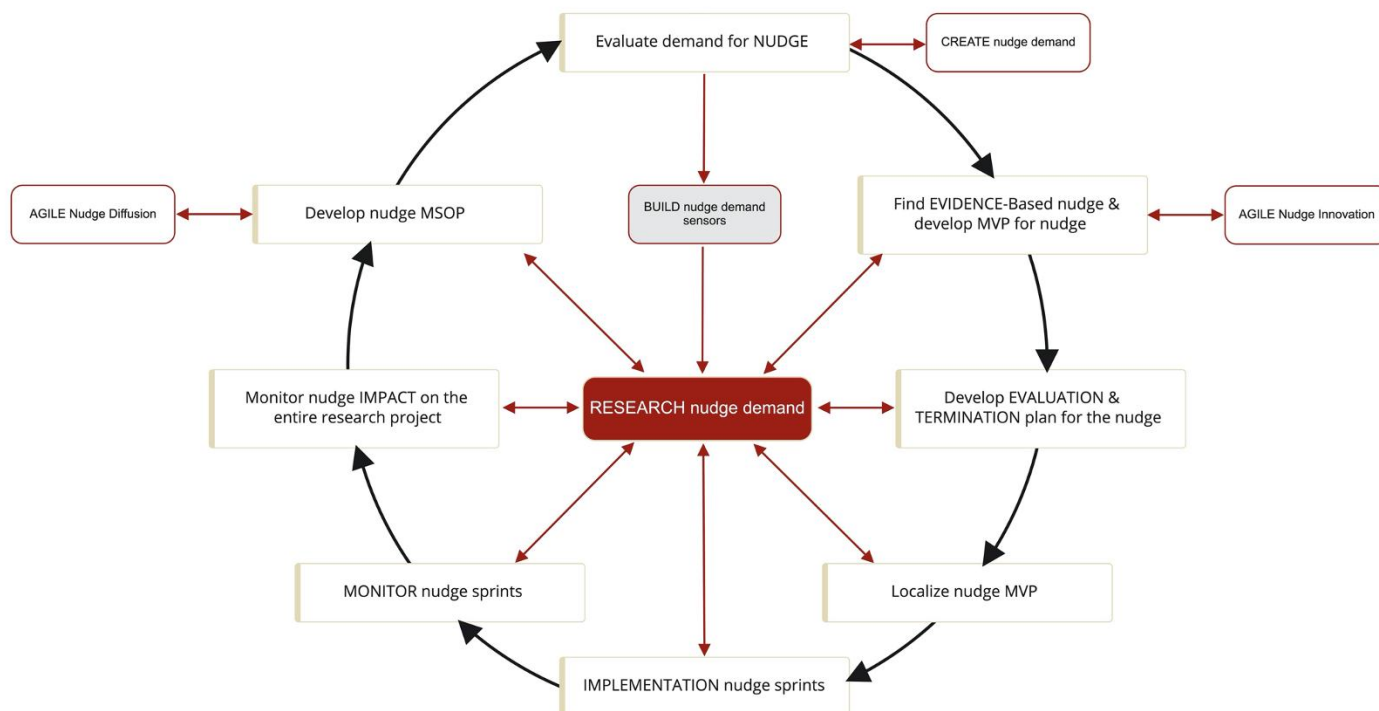 Evaluate demand for NUDGE
CREATE nudge demand
AGILE Nudge Diffusion
Develop nudge MSOP
BUILD nudge demand
sensors
Find EVIDENCE-Based nudge &
develop MVP for nudge
AGILE Nudge Innovation
Monitor nudge IMPACT on the
entire research project
RESEARCH nudge demand
Develop EVALUATION &
TERMINATION plan for the nudge
MONITOR nudge sprints
Localize nudge MVP
IMPLEMENTATION nudge sprints